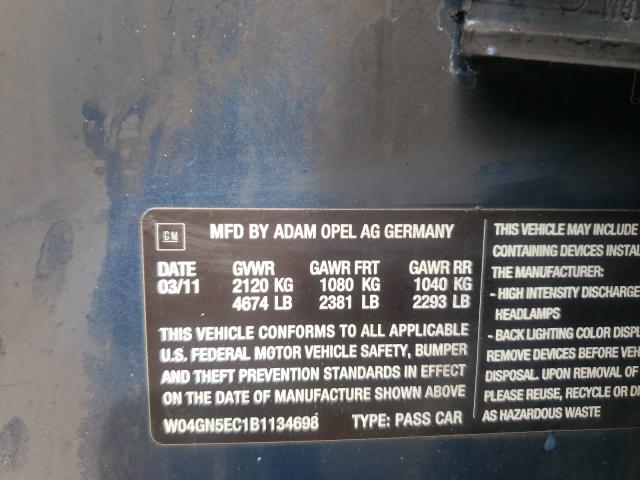 GM
MFD BY ADAM OPEL AG GERMANY
DATE GVWR GAWR FRT GAWR RR
03/11 2120 KG 1080 KG 1040 KG
4674 LB 2381 LB 2293 LB
THIS VEHICLE CONFORMS TO ALL APPLICABLE
U.S. FEDERAL MOTOR VEHICLE SAFETY, BUMPER
AND THEFT PREVENTION STANDARDS IN EFFECT
ON THE DATE OF MANUFACTURE SHOWN ABOVE
W04GN5EC1B1134698 TYPE: PASS CAR
THIS VEHICLE MAY INCLUDE
CONTAINING DEVICES INSTAL
THE MANUFACTURER:
- HIGH INTENSITY DISCHARGE
HEADLAMPS
- BACK LIGHTING COLOR DISPL
REMOVE DEVICES BEFORE VEH
DISPOSAL. UPON REMOVAL OF
PLEASE REUSE, RECYCLE OR DI
AS HAZARDOUS WASTE